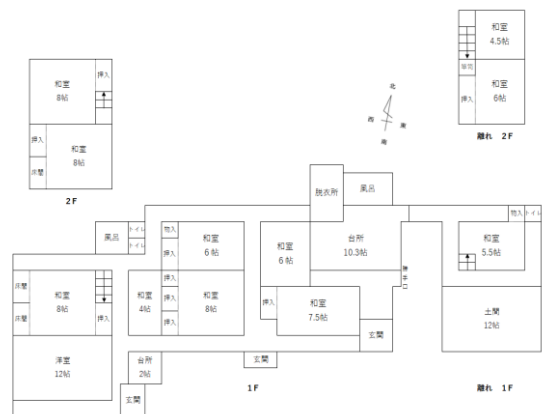 和室
4.5帖
和室
6帖
押入
離れ 2F
和室
8帖
押入
押入
床間
和室
8帖
2F
北
西
東
南
脱衣所
風呂
風呂
トイレ
トイレ
物入
押入
和室
6 帖
和室
6 帖
台所
10.3帖
勝手口
物入
トイレ
和室
5.5帖
床間
床間
和室
8帖
押入
和室
4帖
押入
押入
押入
和室
8帖
押入
和室
7.5帖
玄関
土間
12帖
洋室
12帖
台所
2帖
玄関
玄関
1F
離れ 1F